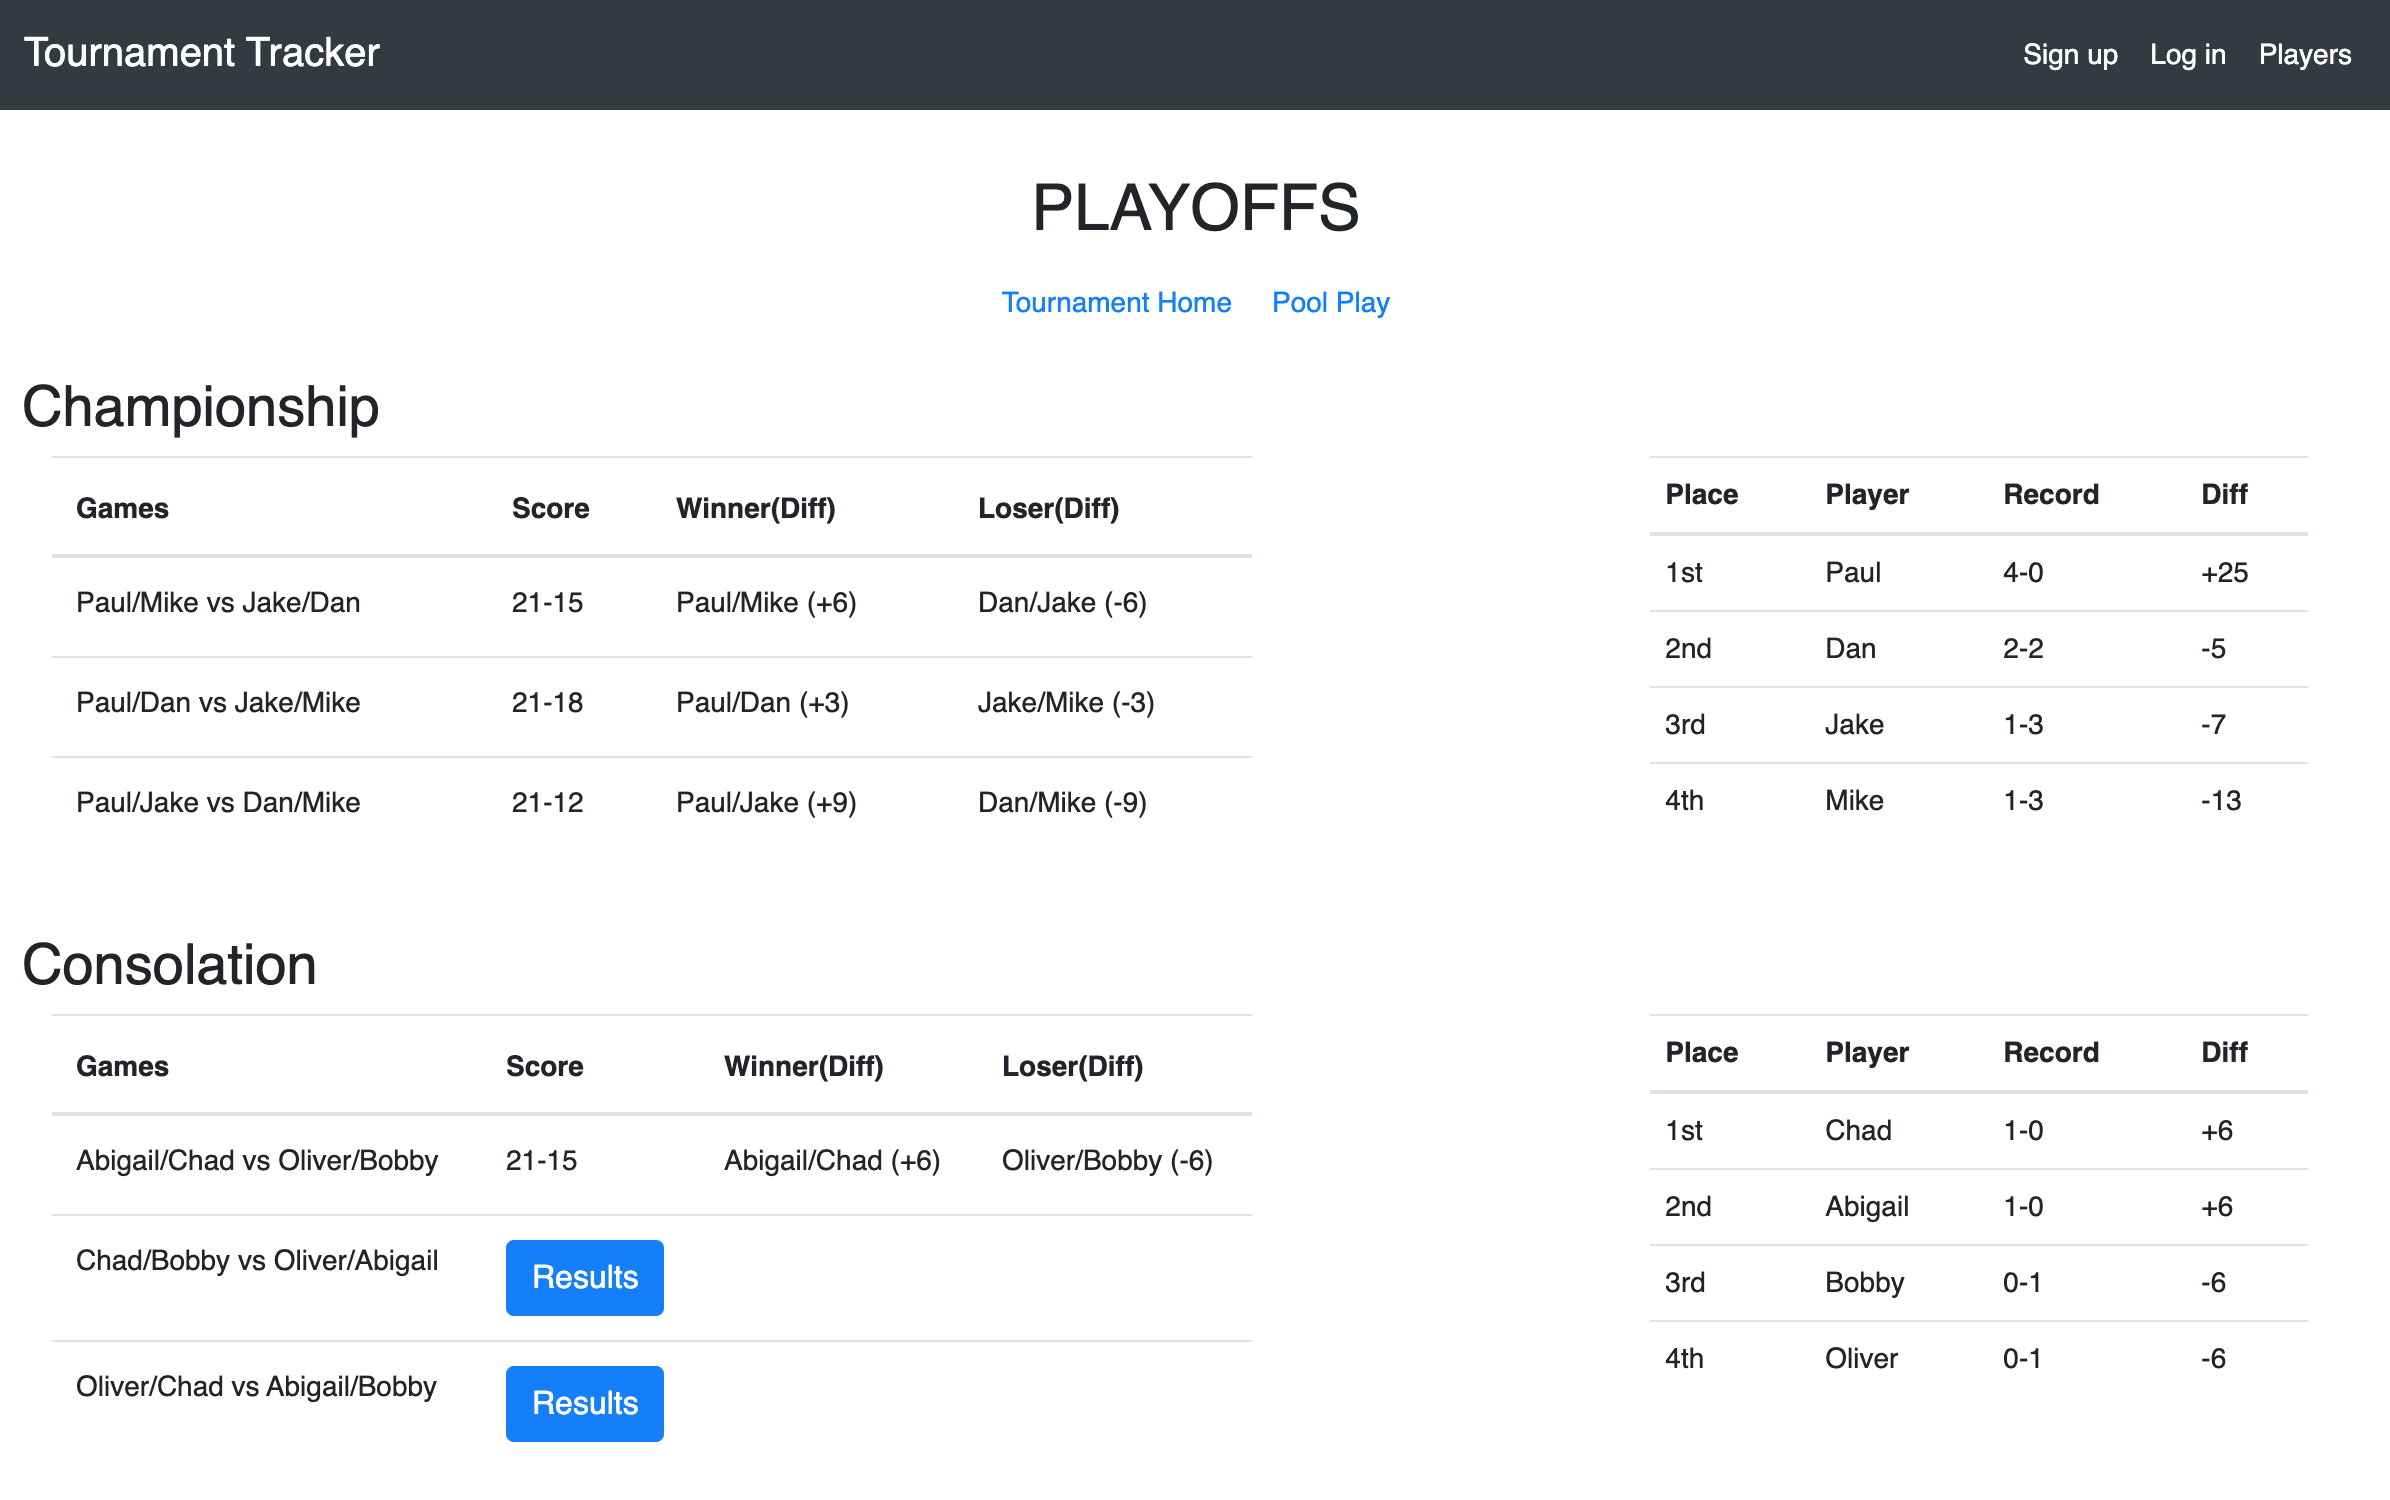 Tournament Tracker
Sign up Log in Players
PLAYOFFS
Tournament Home Pool Play
Championship
Games Score Winner(Diff) Loser(Diff)
Paul/Mike vs Jake/Dan 21-15 Paul/Mike (+6) Dan/Jake (-6)
Paul/Dan vs Jake/Mike 21-18 Paul/Dan (+3) Jake/Mike (-3)
Paul/Jake vs Dan/Mike 21-12 Paul/Jake (+9) Dan/Mike (-9)
Place Player Record Diff
1st Paul 4-0 +25
2nd Dan 2-2 -5
3rd Jake 1-3 -7
4th Mike 1-3 -13
Consolation
Games Score Winner(Diff) Loser(Diff)
Abigail/Chad vs Oliver/Bobby 21-15 Abigail/Chad (+6) Oliver/Bobby (-6)
Chad/Bobby vs Oliver/Abigail Results
Oliver/Chad vs Abigail/Bobby Results
Place Player Record Diff
1st Chad 1-0 +6
2nd Abigail 1-0 +6
3rd Bobby 0-1 -6
4th Oliver 0-1 -6